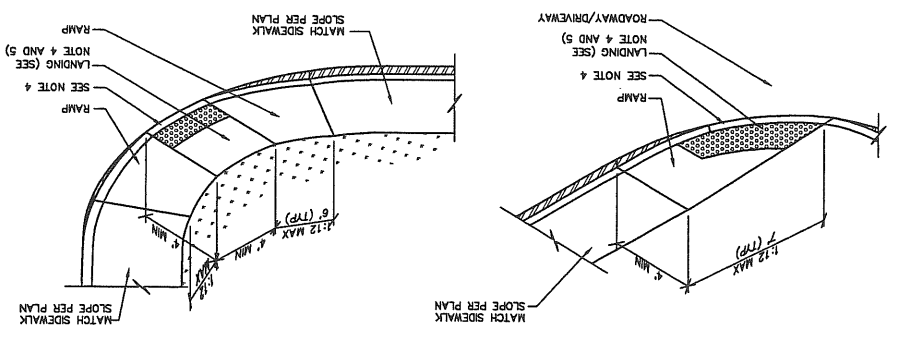 MATCH SIDEWALK
SLOPE PER PLAN
1:12 MAX
7' (TYP)
4' MIN
RAMP
SEE NOTE 4
LANDING (SEE
NOTE 4 AND 5)
ROADWAY/DRIVEWAY
MATCH SIDEWALK
SLOPE PER PLAN
1:12 MAX
6' (TYP)
4' MIN
4' MIN
1:12
MAX
RAMP
SEE NOTE 4
LANDING (SEE
NOTE 4 AND 5)
RAMP
MATCH SIDEWALK
SLOPE PER PLAN